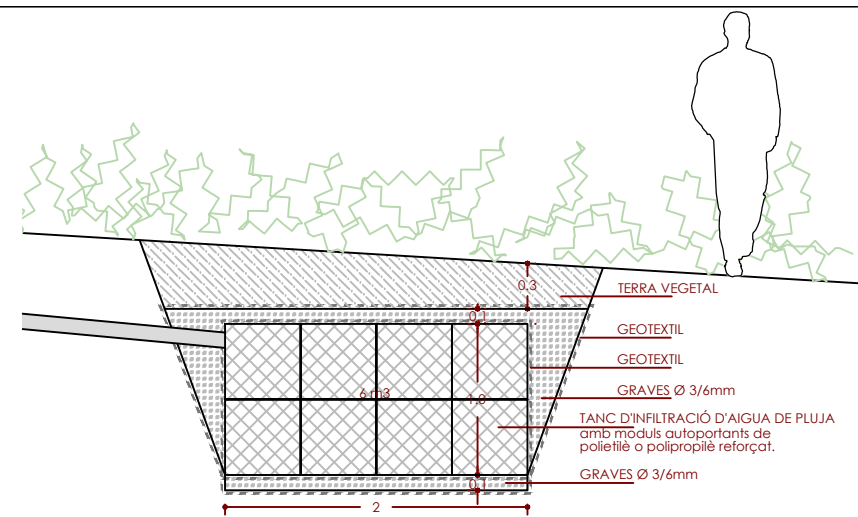 0.3
TERRA VEGETAL
0.1
GEOTEXTIL
GEOTEXTIL
6 m3
1.0
GRAVES Ø 3/6mm
TANC D'INFILTRACIÓ D'AIGUA DE PLUJA
amb mòduls autoportants de
polietilè o polipropilè reforçat.
GRAVES Ø 3/6mm
0.1
2